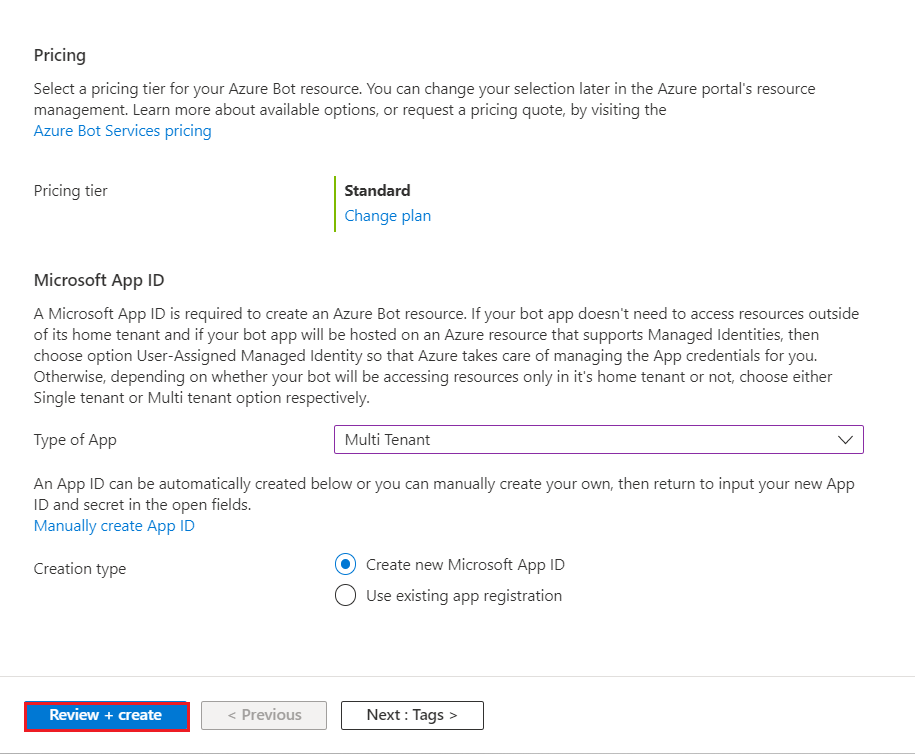 Pricing
Select a pricing tier for your Azure Bot resource. You can change your selection later in the Azure portal's resource
management. Learn more about available options, or request a pricing quote, by visiting the
Azure Bot Services pricing
Pricing tier
Standard
Change plan
Microsoft App ID
A Microsoft App ID is required to create an Azure Bot resource. If your bot app doesn't need to access resources outside
of its home tenant and if your bot app will be hosted on an Azure resource that supports Managed Identities, then
choose option User-Assigned Managed Identity so that Azure takes care of managing the App credentials for you.
Otherwise, depending on whether your bot will be accessing resources only in it's home tenant or not, choose either
Single tenant or Multi tenant option respectively.
Type of App
Multi Tenant
An App ID can be automatically created below or you can manually create your own, then return to input your new App
ID and secret in the open fields.
Manually create App ID
Creation type
Create new Microsoft App ID
Use existing app registration
Review + create
< Previous
Next : Tags >